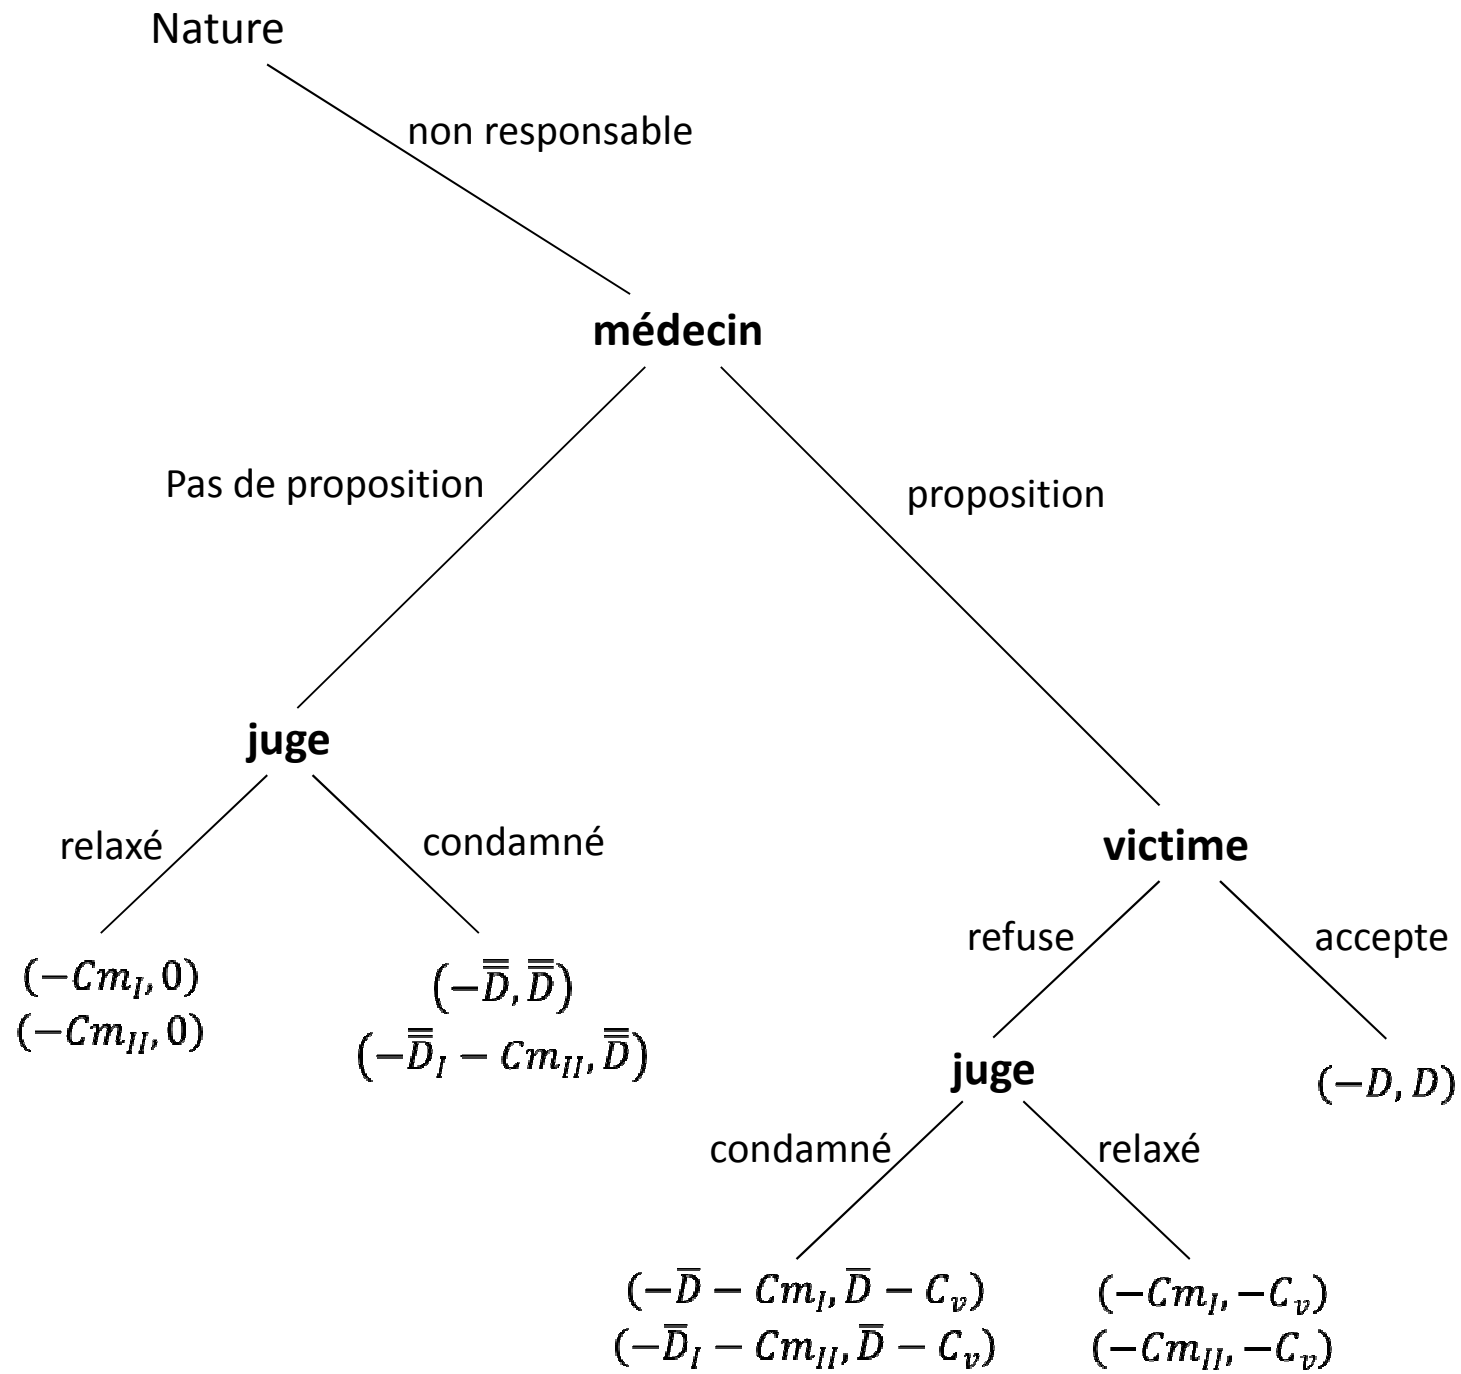 Nature
non responsable
médecin
Pas de proposition
proposition
juge
relaxé
condamné
victime
refuse
accepte
(−Cm_I, 0)
(−Cm_II, 0)
(−D̿, D̿)
(−D̿_I − Cm_II, D̿)
juge
(−D, D)
condamné
relaxé
(−D̅ − Cm_I, D̅ − C_v)
(−D̅_I − Cm_II, D̅ − C_v)
(−Cm_I, −C_v)
(−Cm_II, −C_v)